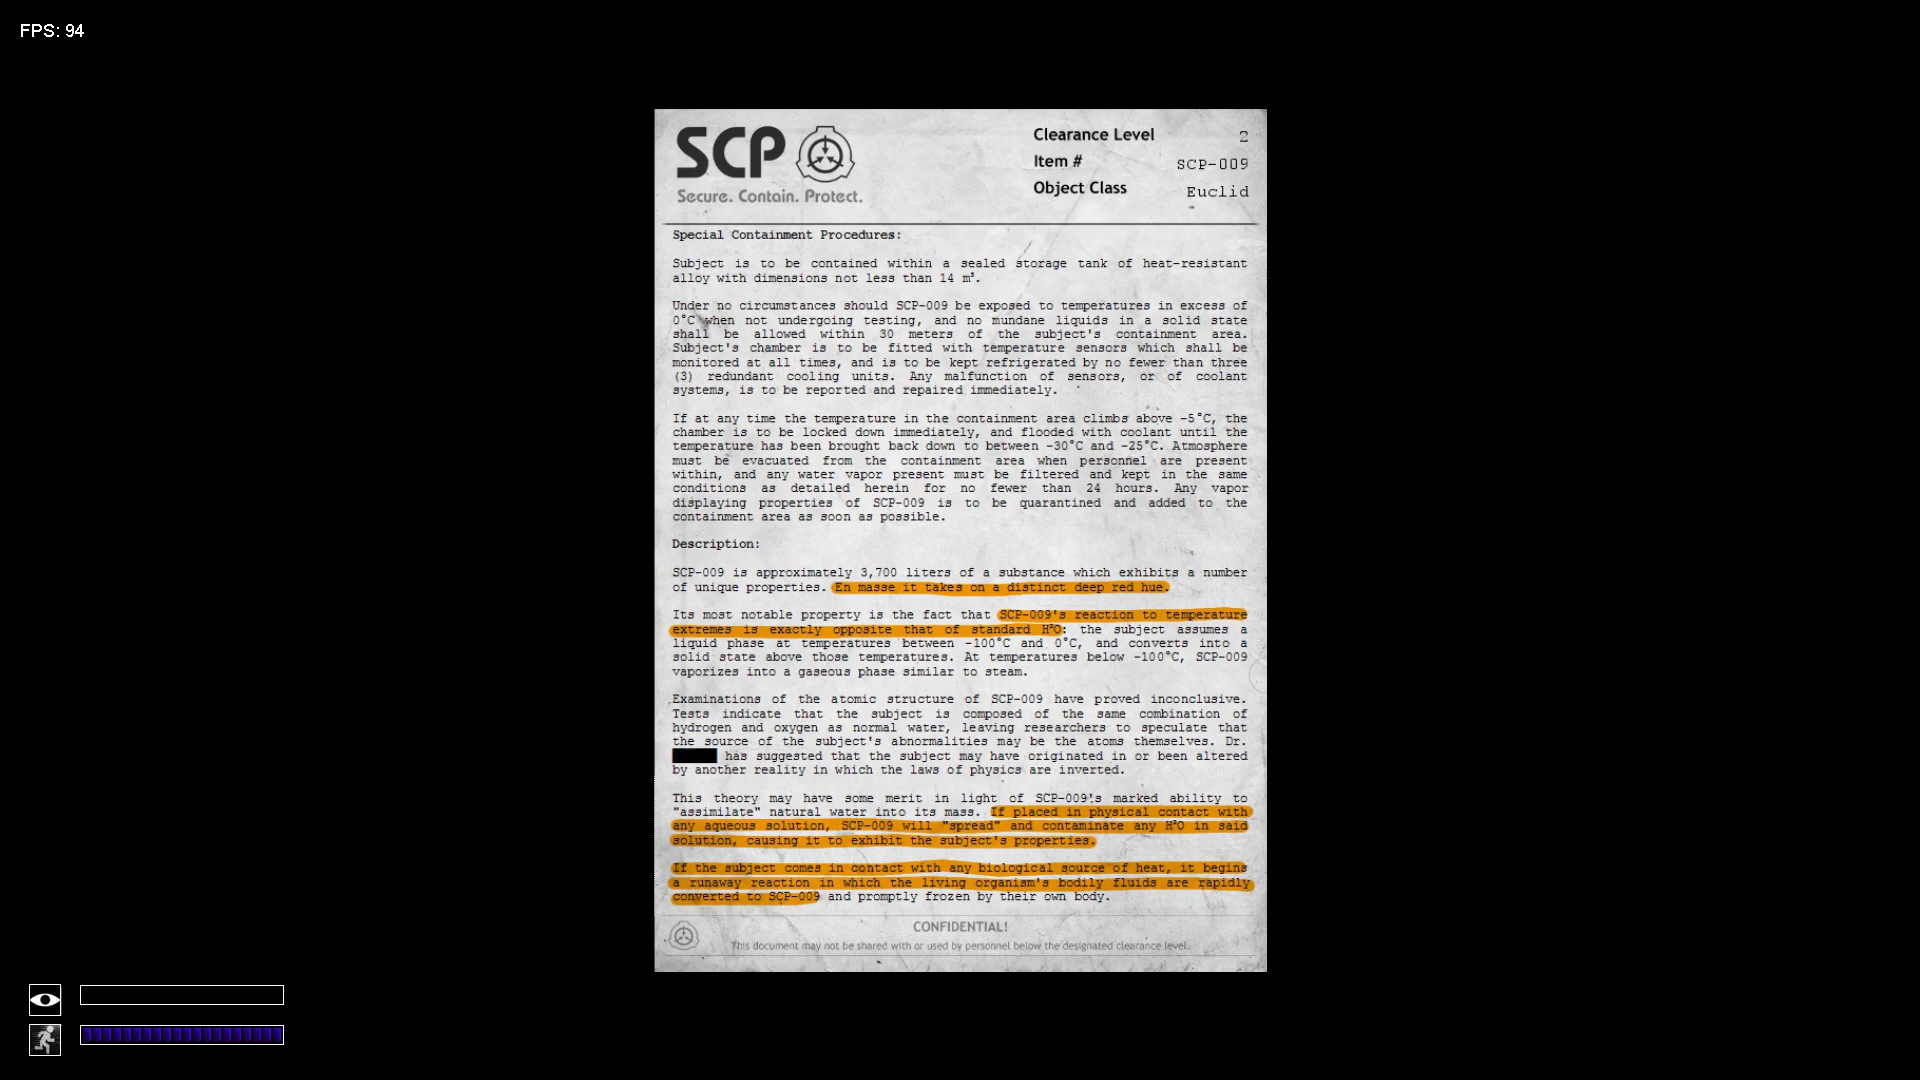 FPS: 94
SCP
Secure. Contain. Protect.
Clearance Level 2
Item # SCP-009
Object Class Euclid
Special Containment Procedures:
Subject is to be contained within a sealed storage tank of heat-resistant
alloy with dimensions not less than 14 m³.
Under no circumstances should SCP-009 be exposed to temperatures in excess of
0°C when not undergoing testing, and no mundane liquids in a solid state
shall be allowed within 30 meters of the subject's containment area.
Subject's chamber is to be fitted with temperature sensors which shall be
monitored at all times, and is to be kept refrigerated by no fewer than three
(3) redundant cooling units. Any malfunction of sensors, or of coolant
systems, is to be reported and repaired immediately.
If at any time the temperature in the containment area climbs above -5°C, the
chamber is to be locked down immediately, and flooded with coolant until the
temperature has been brought back down to between -30°C and -25°C. Atmosphere
must be evacuated from the containment area when personnel are present
within, and any water vapor present must be filtered and kept in the same
conditions as detailed herein for no fewer than 24 hours. Any vapor
displaying properties of SCP-009 is to be quarantined and added to the
containment area as soon as possible.
Description:
SCP-009 is approximately 3,700 liters of a substance which exhibits a number
of unique properties. En masse it takes on a distinct deep red hue.
Its most notable property is the fact that SCP-009's reaction to temperature
extremes is exactly opposite that of standard H²O: the subject assumes a
liquid phase at temperatures between -100°C and 0°C, and converts into a
solid state above those temperatures. At temperatures below -100°C, SCP-009
vaporizes into a gaseous phase similar to steam.
Examinations of the atomic structure of SCP-009 have proved inconclusive.
Tests indicate that the subject is composed of the same combination of
hydrogen and oxygen as normal water, leaving researchers to speculate that
the source of the subject's abnormalities may be the atoms themselves. Dr.
has suggested that the subject may have originated in or been altered
by another reality in which the laws of physics are inverted.
This theory may have some merit in light of SCP-009's marked ability to
"assimilate" natural water into its mass. If placed in physical contact with
any aqueous solution, SCP-009 will "spread" and contaminate any H²O in said
solution, causing it to exhibit the subject's properties.
If the subject comes in contact with any biological source of heat, it begins
a runaway reaction in which the living organism's bodily fluids are rapidly
converted to SCP-009 and promptly frozen by their own body.
CONFIDENTIAL!
This document may not be shared with or used by personnel below the designated clearance level.